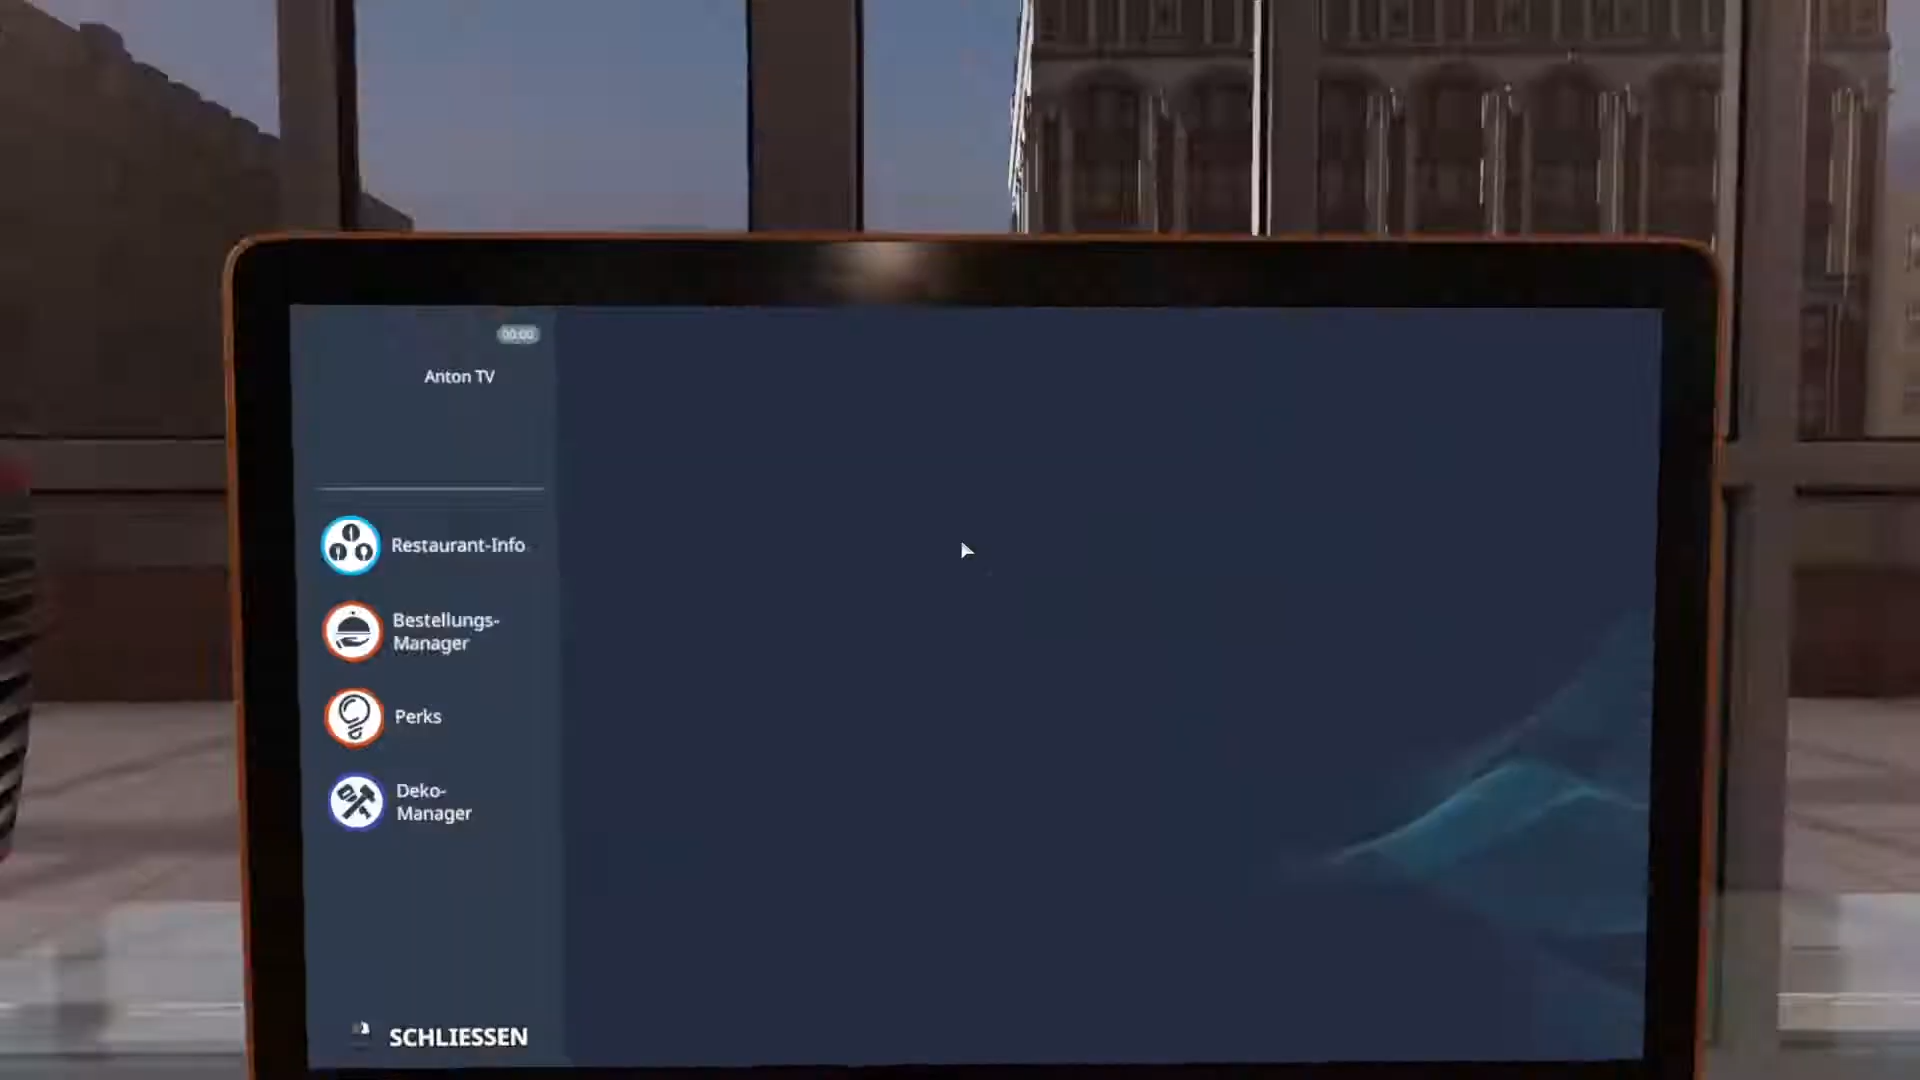 00:00
Anton TV
Restaurant-Info
Bestellungs-
Manager
Perks
Deko-
Manager
SCHLIESSEN